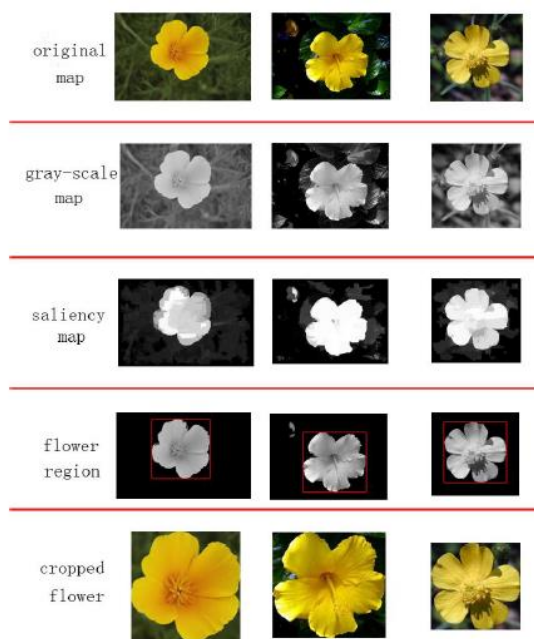 original
map
gray-scale
map
saliency
map
flower
region
cropped
flower